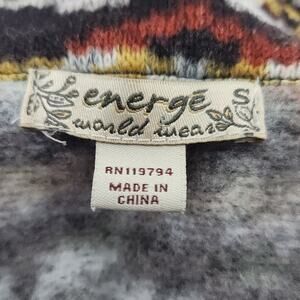 energé
world wear
S
RN119794
MADE IN
CHINA